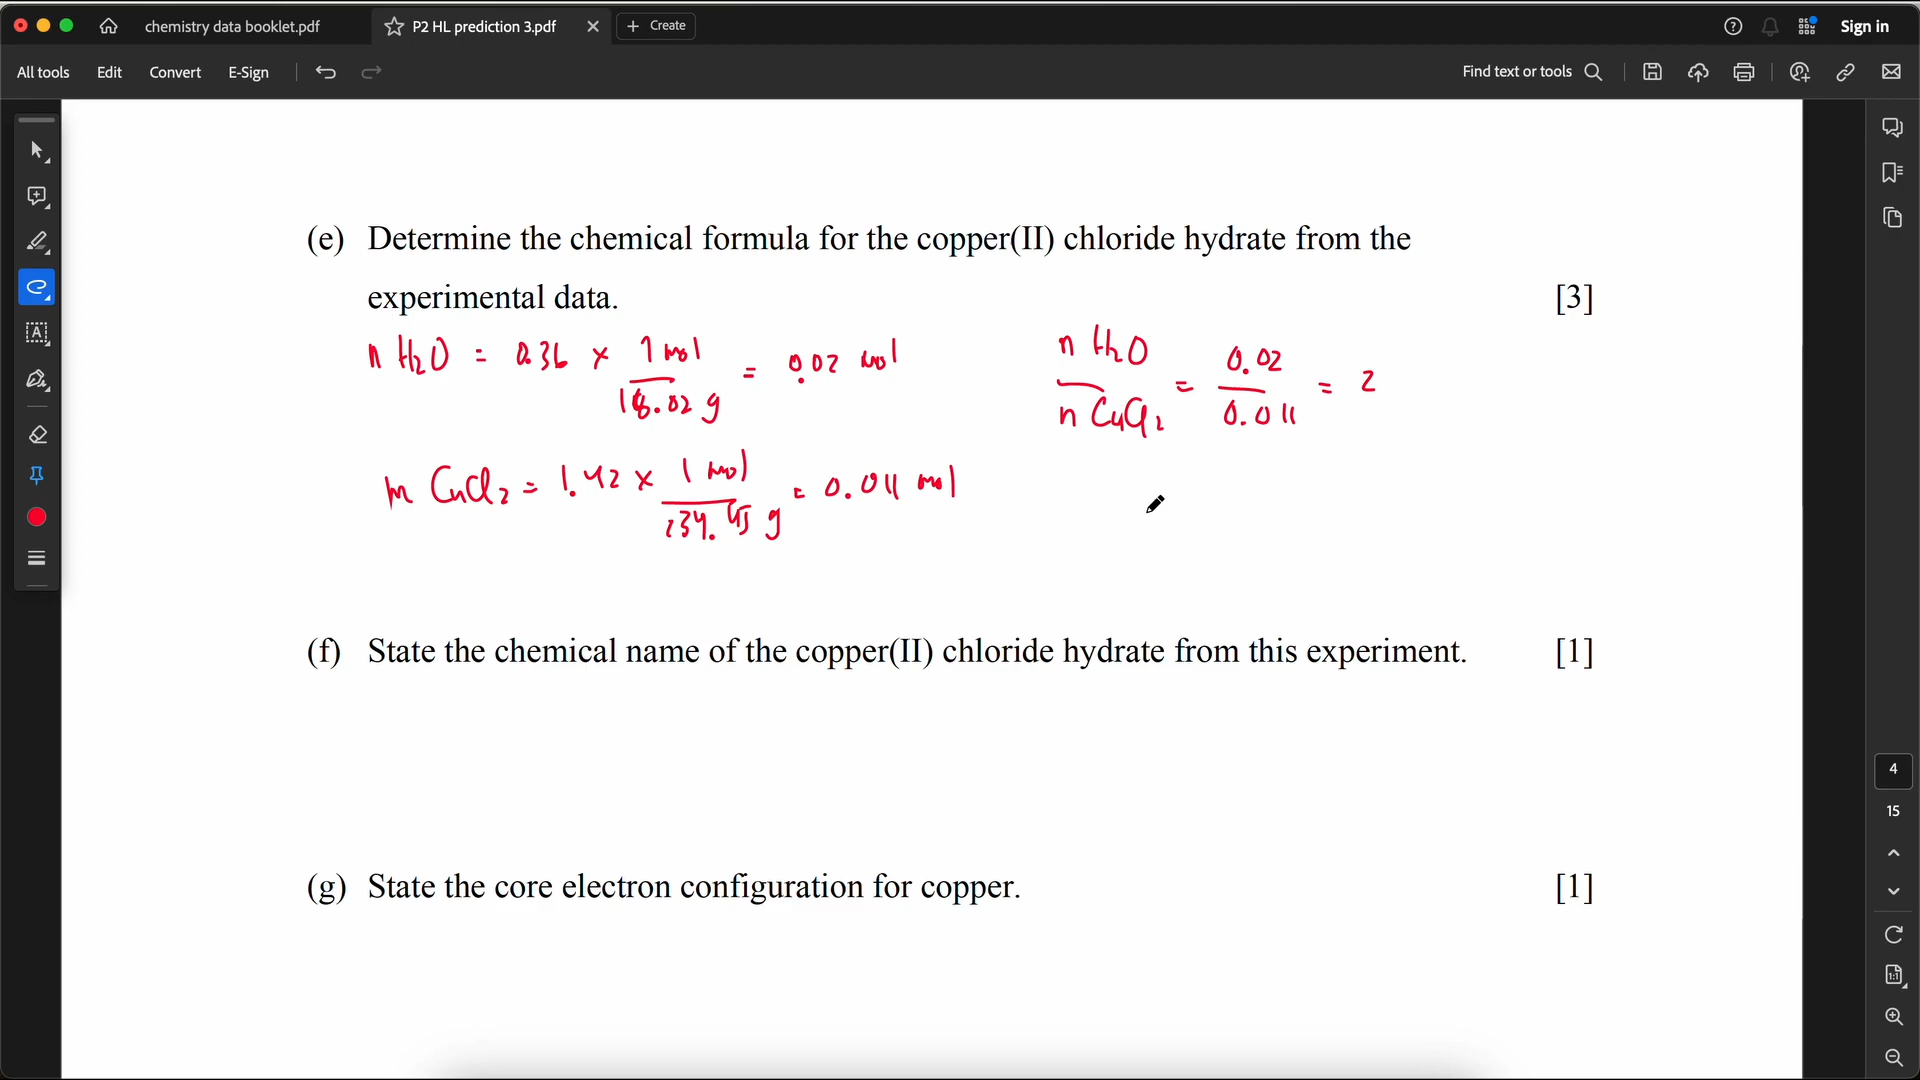 chemistry data booklet.pdf
P2 HL prediction 3.pdf
Create
Sign in
All tools Edit Convert E-Sign
Find text or tools
(e) Determine the chemical formula for the copper(II) chloride hydrate from the
experimental data. [3]
n H₂O = 0.36 × 1 mol / 18.02 g = 0.02 mol
n H₂O / n CuCl₂ = 0.02 / 0.011 = 2
m CuCl₂ = 1.42 × 1 mol / 134.45 g = 0.011 mol
(f) State the chemical name of the copper(II) chloride hydrate from this experiment. [1]
(g) State the core electron configuration for copper. [1]
4
15
1:1